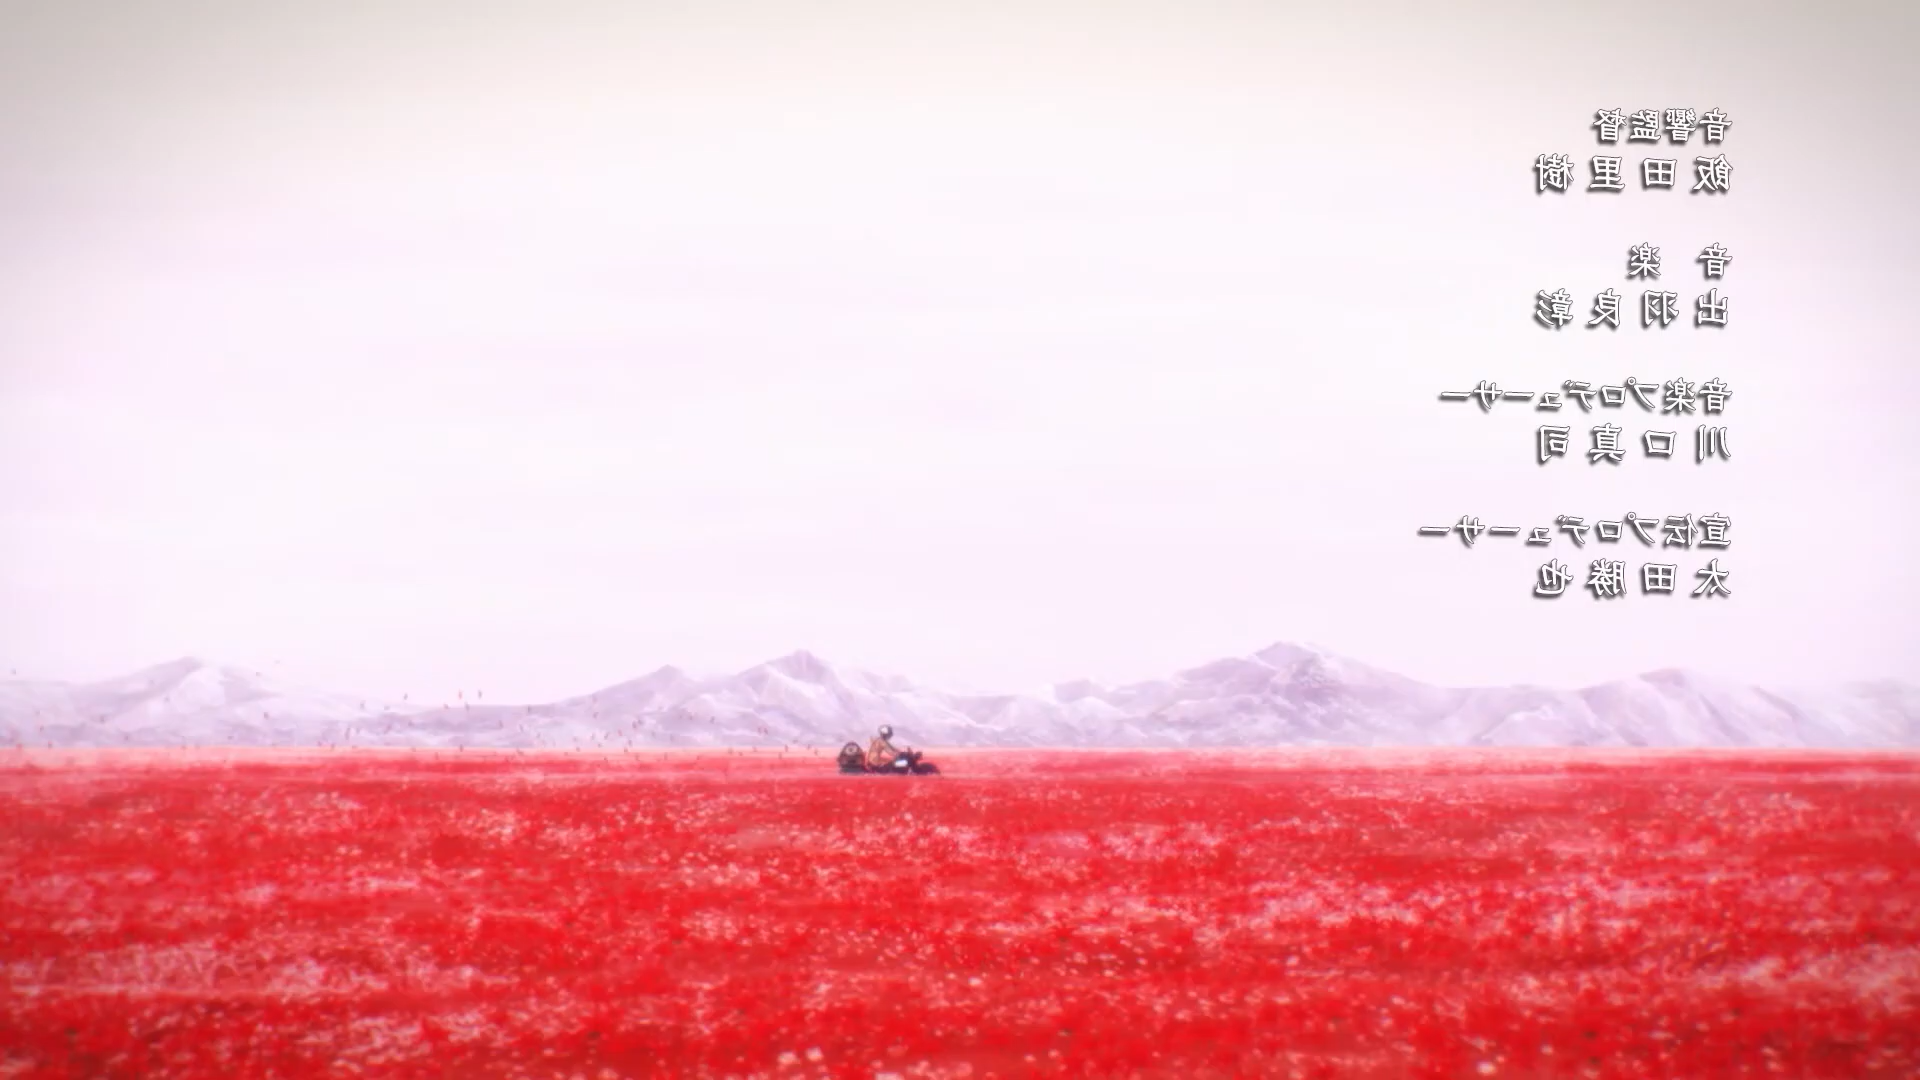 音響監督
飯田里樹
音 楽
出羽良彰
音楽プロデューサー
川口真司
宣伝プロデューサー
太田勝也